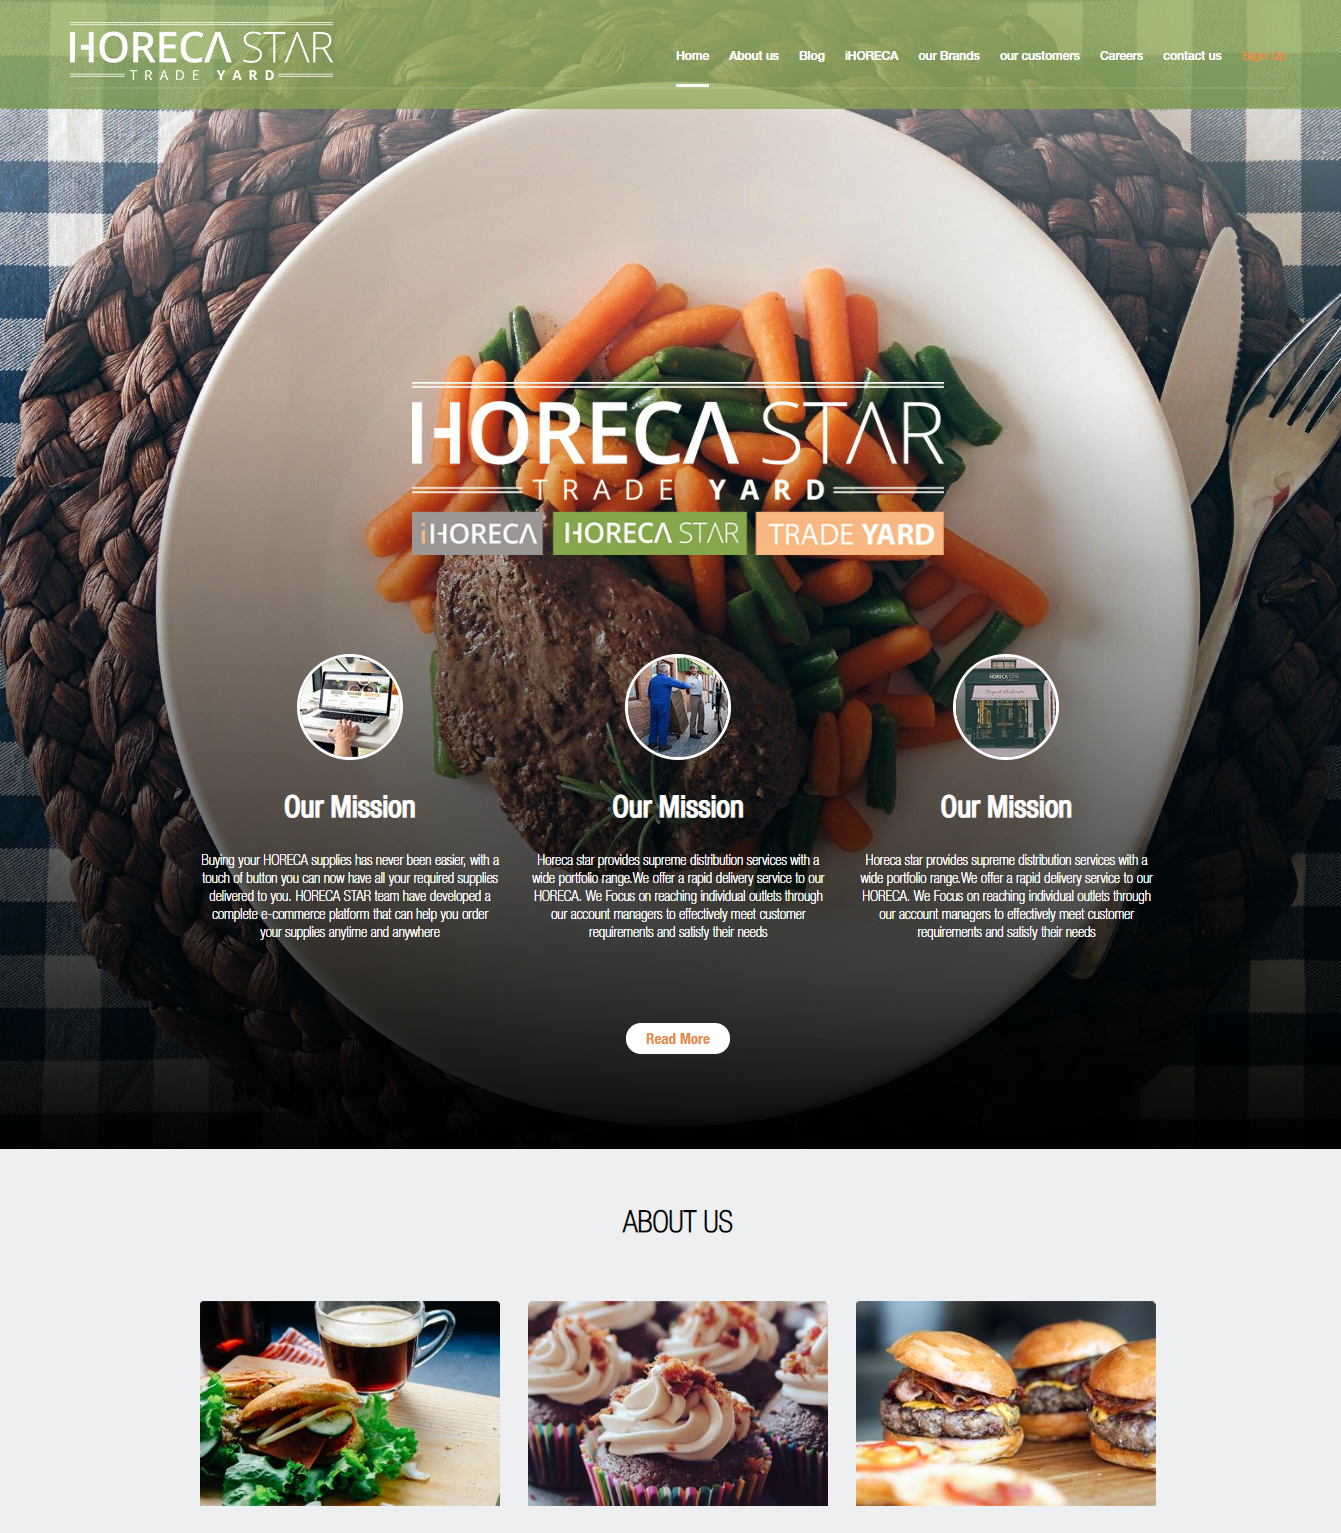 HORECA STAR
TRADE YARD
Home About us Blog iHORECA our Brands our customers Careers contact us Sign Up
HORECA STAR
TRADE YARD
iHORECA HORECA STAR TRADE YARD
HORECA STAR
Our Mission
Buying your HORECA supplies has never been easier, with a
touch of button you can now have all your required supplies
delivered to you. HORECA STAR team have developed a
complete e-commerce platform that can help you order
your supplies anytime and anywhere
Our Mission
Horeca star provides supreme distribution services with a
wide portfolio range.We offer a rapid delivery service to our
HORECA. We Focus on reaching individual outlets through
our account managers to effectively meet customer
requirements and satisfy their needs
Our Mission
Horeca star provides supreme distribution services with a
wide portfolio range.We offer a rapid delivery service to our
HORECA. We Focus on reaching individual outlets through
our account managers to effectively meet customer
requirements and satisfy their needs
Read More
ABOUT US